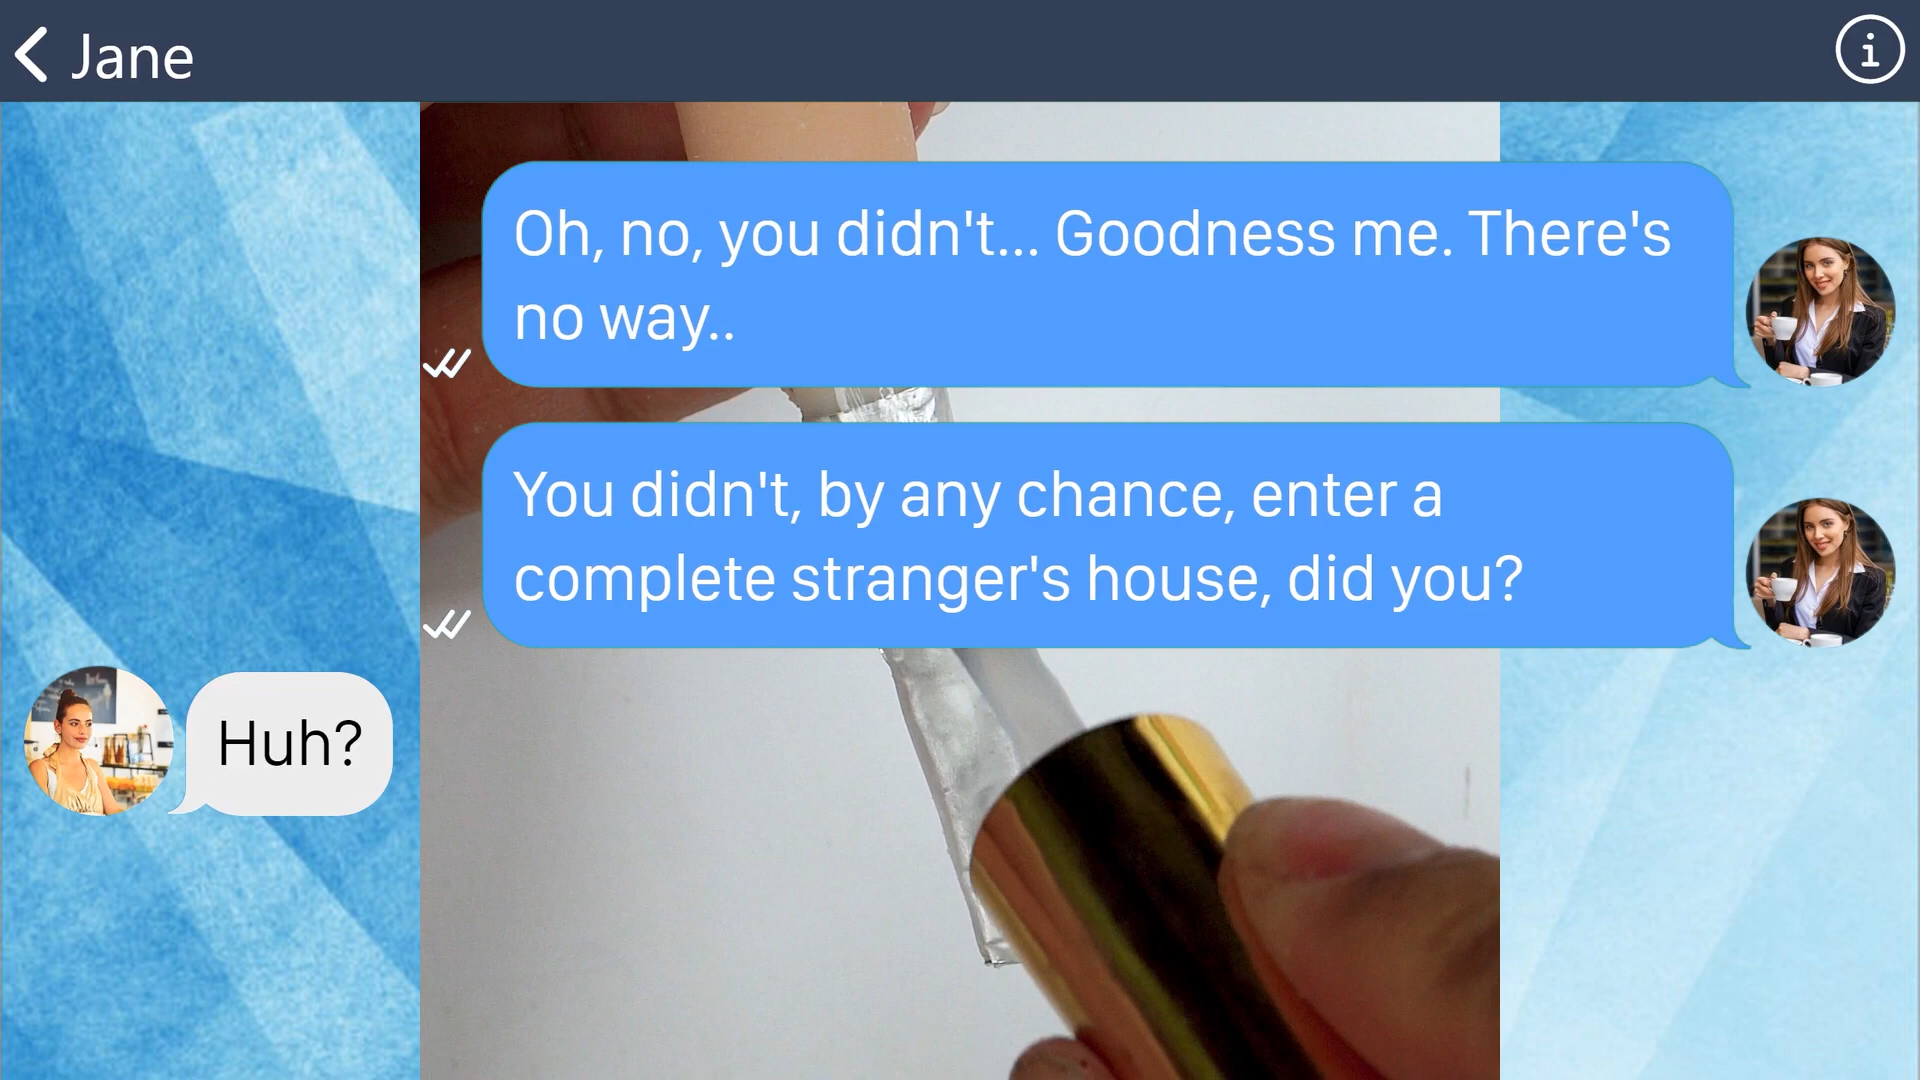 Jane
Oh, no, you didn't... Goodness me. There's
no way..
You didn't, by any chance, enter a
complete stranger's house, did you?
Huh?